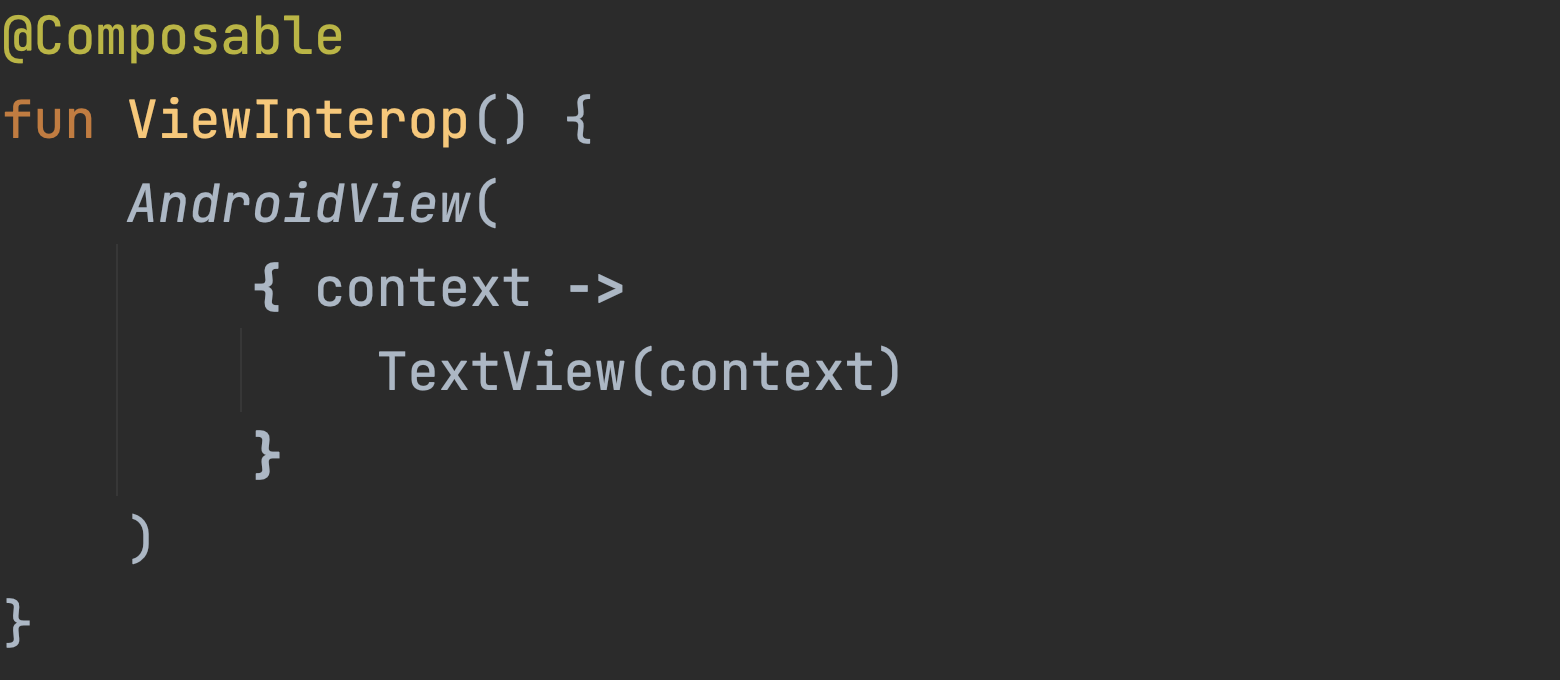 @Composable
fun ViewInterop() {
    AndroidView(
        { context ->
            TextView(context)
        }
    )
}